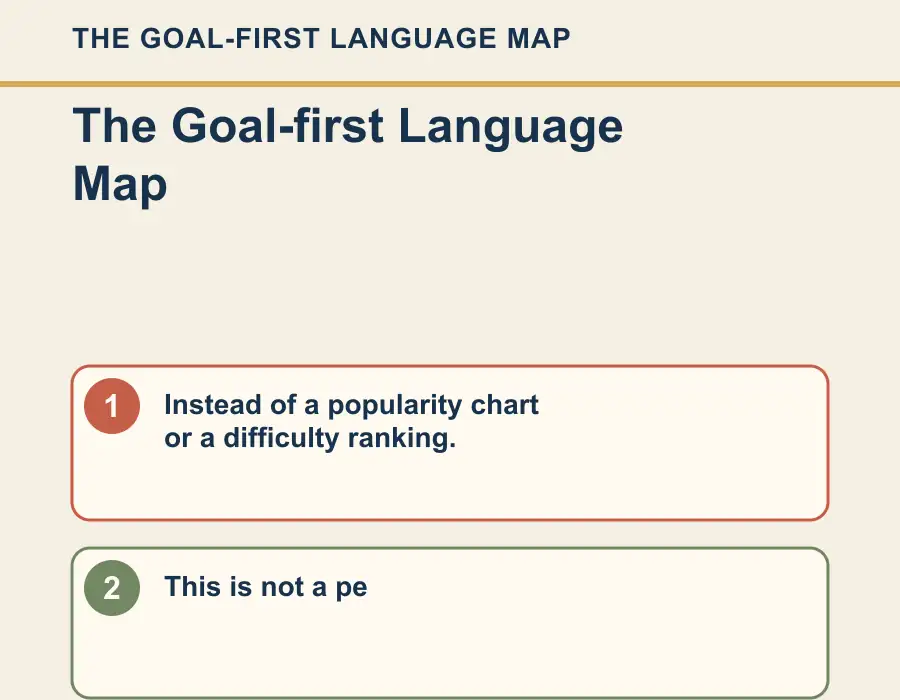 THE GOAL-FIRST LANGUAGE MAP
The Goal-first Language
Map
1
Instead of a popularity chart
or a difficulty ranking.
2
This is not a pe